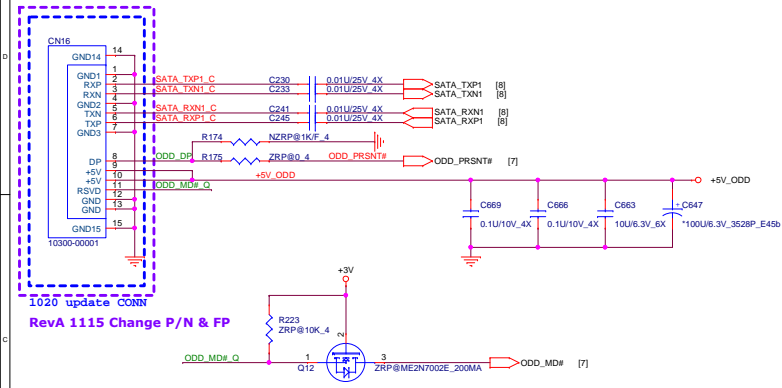 CN16
GND14 14
GND1 1
RXP 2 SATA_TXP1_C C230 0.01U/25V_4X SATA_TXP1 [8]
RXN 3 SATA_TXN1_C C233 0.01U/25V_4X SATA_TXN1 [8]
GND2 4
TXN 5 SATA_RXN1_C C241 0.01U/25V_4X SATA_RXN1 [8]
TXP 6 SATA_RXP1_C C245 0.01U/25V_4X SATA_RXP1 [8]
GND3 7
R174 NZRP@1K/F_4
DP 8 ODD_DP R175 ZRP@0_4 ODD_PRSNT# ODD_PRSNT# [7]
+5V 9
+5V 10 +5V_ODD +5V_ODD
RSVD 11 ODD_MD#_Q
GND 12
GND 13
GND15 15
10300-00001
C669 0.1U/10V_4X
C666 0.1U/10V_4X
C663 10U/6.3V_6X
+ C647 *100U/6.3V_3528P_E45b
1020 update CONN
RevA 1115 Change P/N & FP
+3V
R223
ZRP@10K_4
2
ODD_MD#_Q 1 3 ODD_MD# [7]
Q12 ZRP@ME2N7002E_200MA
D
C